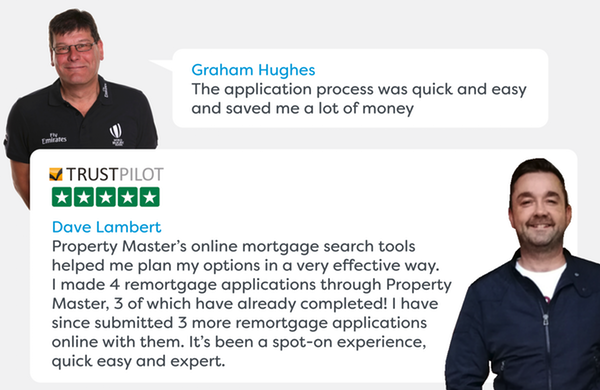 Graham Hughes
The application process was quick and easy
and saved me a lot of money
Fly
Emirates
TRUSTPILOT
Dave Lambert
Property Master's online mortgage search tools
helped me plan my options in a very effective way.
I made 4 remortgage applications through Property
Master, 3 of which have already completed! I have
since submitted 3 more remortgage applications
online with them. It's been a spot-on experience,
quick easy and expert.